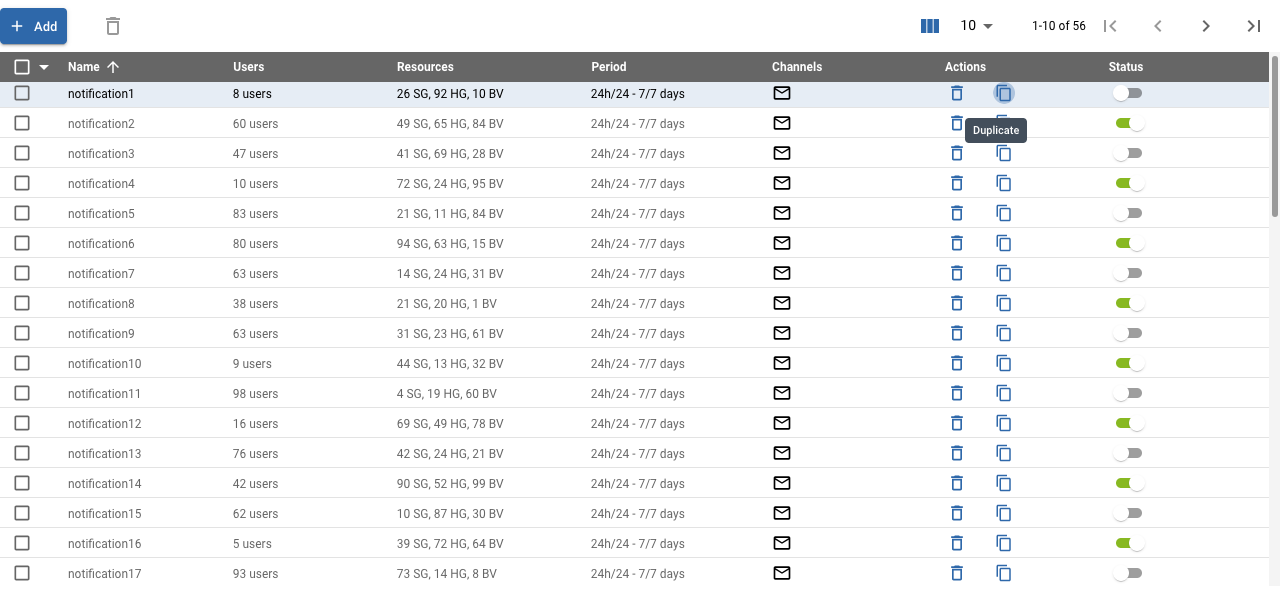 Add 10 1-10 of 56
Name Users Resources Period Channels Actions Status
notification1 8 users 26 SG, 92 HG, 10 BV 24h/24 - 7/7 days
notification2 60 users 49 SG, 65 HG, 84 BV 24h/24 - 7/7 days
Duplicate
notification3 47 users 41 SG, 69 HG, 28 BV 24h/24 - 7/7 days
notification4 10 users 72 SG, 24 HG, 95 BV 24h/24 - 7/7 days
notification5 83 users 21 SG, 11 HG, 84 BV 24h/24 - 7/7 days
notification6 80 users 94 SG, 63 HG, 15 BV 24h/24 - 7/7 days
notification7 63 users 14 SG, 24 HG, 31 BV 24h/24 - 7/7 days
notification8 38 users 21 SG, 20 HG, 1 BV 24h/24 - 7/7 days
notification9 63 users 31 SG, 23 HG, 61 BV 24h/24 - 7/7 days
notification10 9 users 44 SG, 13 HG, 32 BV 24h/24 - 7/7 days
notification11 98 users 4 SG, 19 HG, 60 BV 24h/24 - 7/7 days
notification12 16 users 69 SG, 49 HG, 78 BV 24h/24 - 7/7 days
notification13 76 users 42 SG, 24 HG, 21 BV 24h/24 - 7/7 days
notification14 42 users 90 SG, 52 HG, 99 BV 24h/24 - 7/7 days
notification15 62 users 10 SG, 87 HG, 30 BV 24h/24 - 7/7 days
notification16 5 users 39 SG, 72 HG, 64 BV 24h/24 - 7/7 days
notification17 93 users 73 SG, 14 HG, 8 BV 24h/24 - 7/7 days